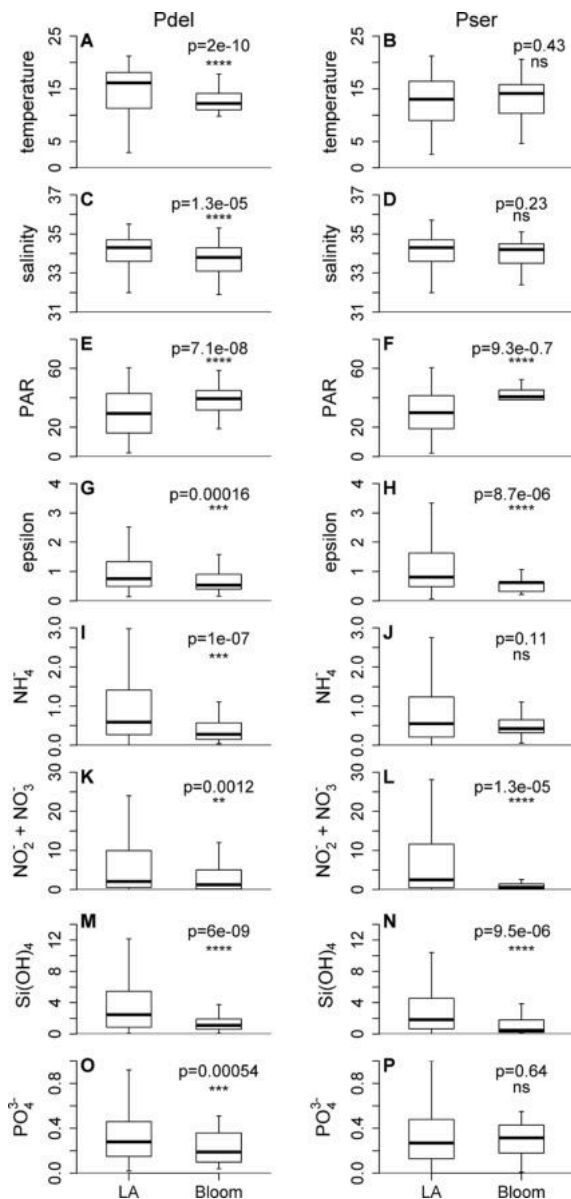 Pdel Pser
A p=2e-10 B p=0.43
**** ns
temperature temperature
0 5 15 25 0 5 15 25
C p=1.3e-05 D p=0.23
**** ns
salinity salinity
31 33 35 37 31 33 35 37
E p=7.1e-08 F p=9.3e-0.7
**** ****
PAR PAR
0 20 60 0 20 60
G p=0.00016 H p=8.7e-06
*** ****
epsilon epsilon
0 1 2 3 4 0 1 2 3 4
I p=1e-07 J p=0.11
*** ns
NH₄⁻ NH₄⁻
0.0 1.0 2.0 3.0 0.0 1.0 2.0 3.0
K p=0.0012 L p=1.3e-05
** ****
NO₂⁻ + NO₃⁻ NO₂⁻ + NO₃⁻
0 10 20 30 0 10 20 30
M p=6e-09 N p=9.5e-06
**** ****
Si(OH)₄ Si(OH)₄
0 4 8 12 0 4 8 12
O p=0.00054 P p=0.64
*** ns
PO₄³⁻ PO₄³⁻
0.0 0.4 0.8 0.0 0.4 0.8
LA Bloom LA Bloom